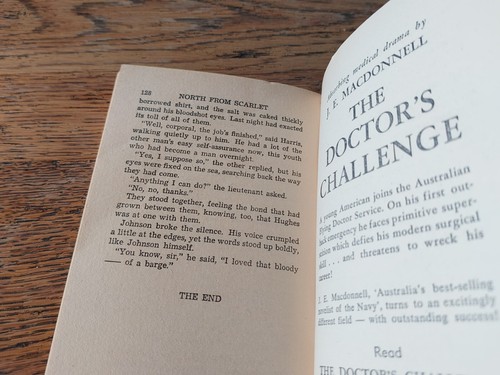 128 NORTH FROM SCARLET
borrowed shirt, and the salt was caked thickly
around his bloodshot eyes. Last night had exacted
its toll of all of them.
"Well, corporal, the job's finished," said Harris,
walking quietly up to him. He had a lot of the
other man's easy self-assurance now, this youth
who had become a man overnight.
"Yes, I suppose so," the other replied, but his
eyes were fixed on the sea, searching back the way
they had come.
"Anything I can do?" the lieutenant asked.
"No, no, thanks."
They stood together, feeling the bond that had
grown between them, knowing, too, that Hughes
was at one with them.
Johnson broke the silence. His voice crumpled
a little at the edges, yet the words stood up boldly,
like Johnson himself.
"You know, sir," he said, "I loved that bloody
—— of a barge."
THE END
medical drama by
J. E. MACDONNELL
THE
DOCTOR'S
CHALLENGE
A young American joins the Australian
Flying Doctor Service. On his first out-
back emergency he faces primitive super-
stition which defies his modern surgical
skill . . . and threatens to wreck his
career!
J. E. Macdonnell, 'Australia's best-selling
novelist of the Navy', turns to an excitingly
different field — with outstanding success!
Read
THE DOCTOR'S